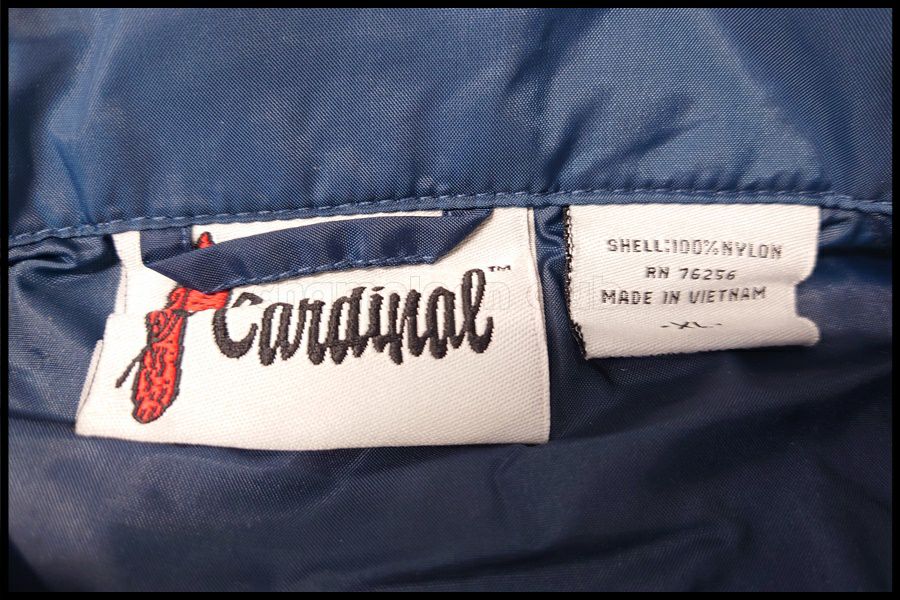 Cardinal™
SHELL:100% NYLON
RN 76256
MADE IN VIETNAM
-XL-